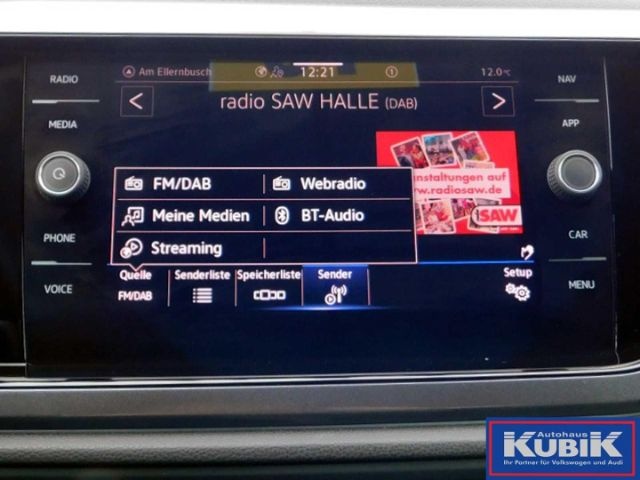 RADIO
MEDIA
PHONE
VOICE
NAV
APP
CAR
MENU
Am Ellernbusch 12:21 1 12.0°C
< radio SAW HALLE (DAB) >
nstaltungen auf
w.radiosaw.de
SAW
FM/DAB Webradio
Meine Medien BT-Audio
Streaming
Quelle Senderliste Speicherliste Sender Setup
FM/DAB
Autohaus
KUBIK
Ihr Partner für Volkswagen und Audi